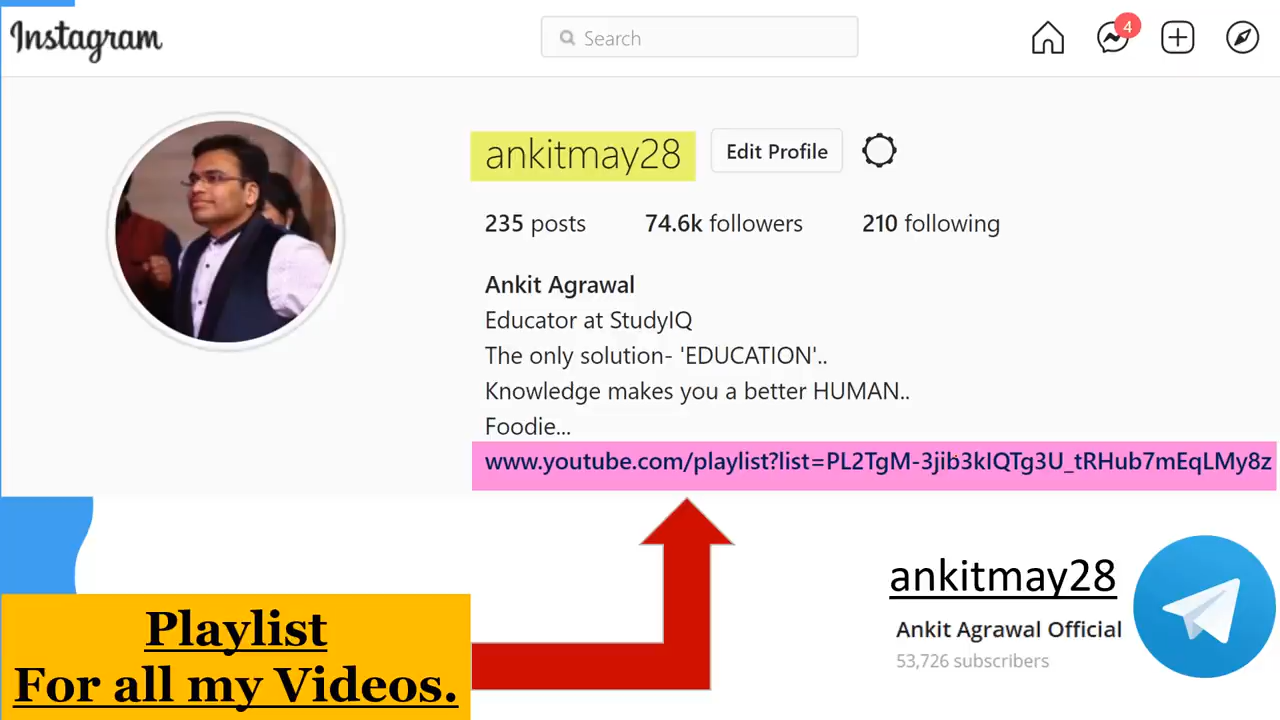 Instagram
Search
4
ankitmay28
Edit Profile
235 posts 74.6k followers 210 following
Ankit Agrawal
Educator at StudyIQ
The only solution- 'EDUCATION'..
Knowledge makes you a better HUMAN..
Foodie...
www.youtube.com/playlist?list=PL2TgM-3jib3kIQTg3U_tRHub7mEqLMy8z
ankitmay28
Ankit Agrawal Official
53,726 subscribers
Playlist
For all my Videos.